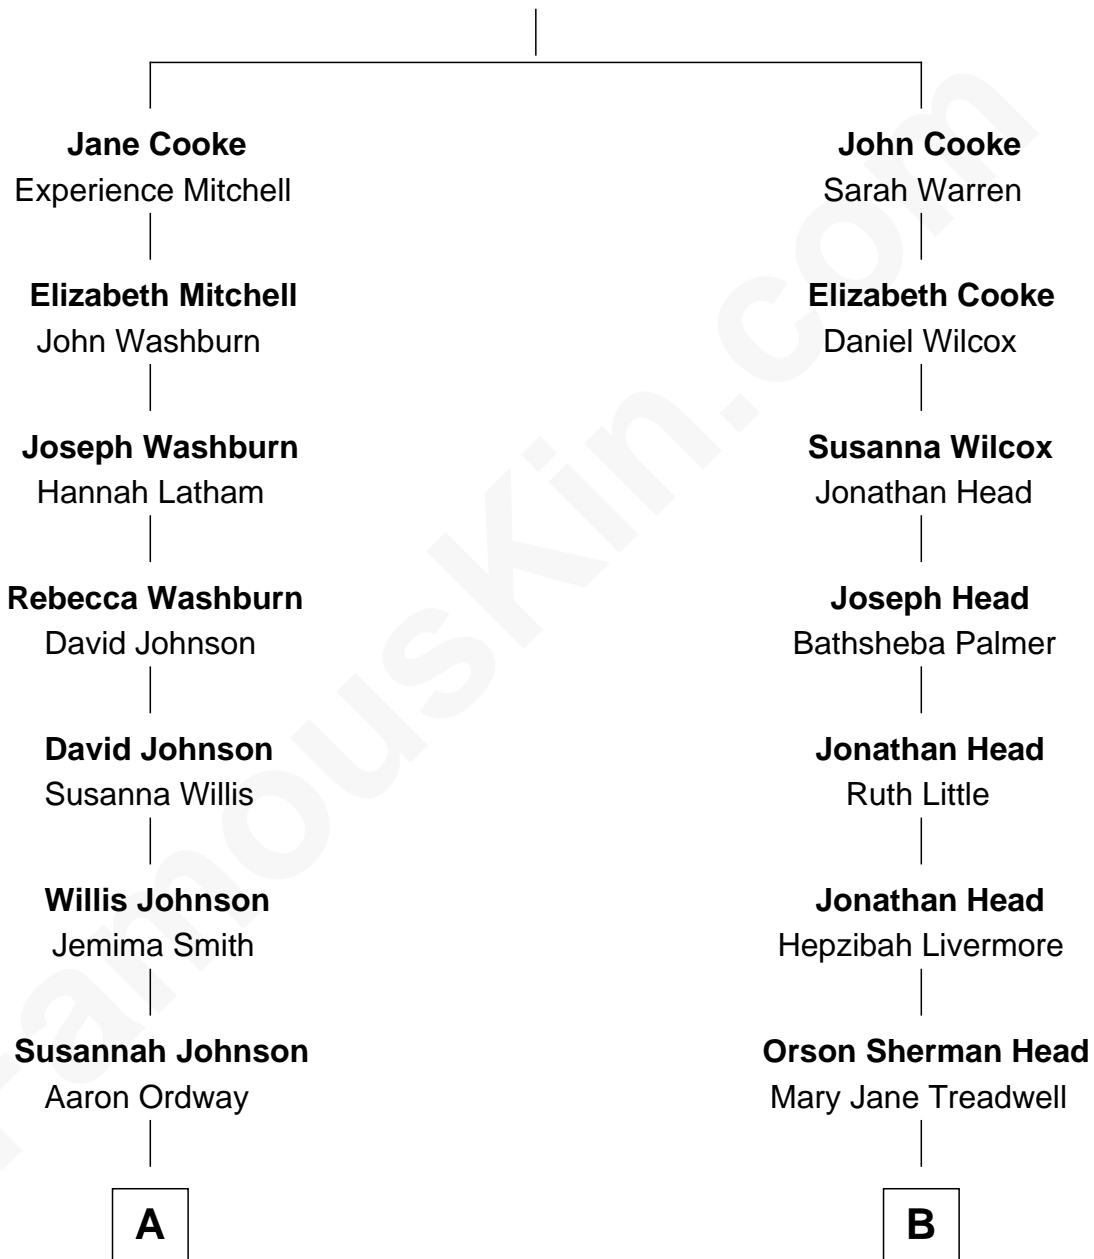 Jane Cooke
Experience Mitchell
Elizabeth Mitchell
John Washburn
Joseph Washburn
Hannah Latham
Rebecca Washburn
David Johnson
David Johnson
Susanna Willis
Willis Johnson
Jemima Smith
Susannah Johnson
Aaron Ordway
A
John Cooke
Sarah Warren
Elizabeth Cooke
Daniel Wilcox
Susanna Wilcox
Jonathan Head
Joseph Head
Bathsheba Palmer
Jonathan Head
Ruth Little
Jonathan Head
Hepzibah Livermore
Orson Sherman Head
Mary Jane Treadwell
B
FamousKin.com